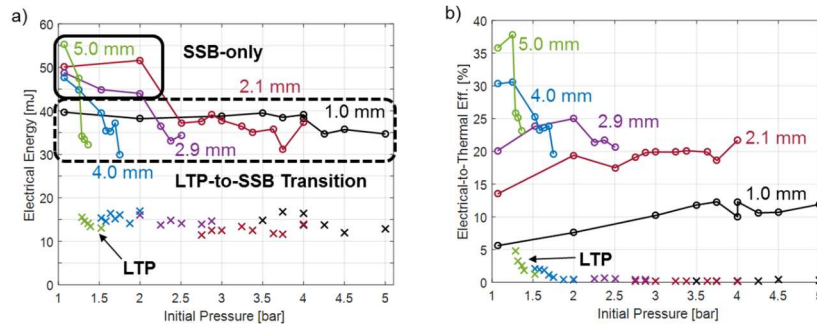 a)
Electrical Energy [mJ]
60
50
40
30
20
10
0
5.0 mm
SSB-only
2.1 mm
1.0 mm
2.9 mm
4.0 mm
LTP-to-SSB Transition
LTP
1 1.5 2 2.5 3 3.5 4 4.5 5
Initial Pressure [bar]
b)
Electrical-to-Thermal Eff. [%]
40
35
30
25
20
15
10
5
0
5.0 mm
4.0 mm
2.9 mm
2.1 mm
1.0 mm
LTP
1 1.5 2 2.5 3 3.5 4 4.5 5
Initial Pressure [bar]